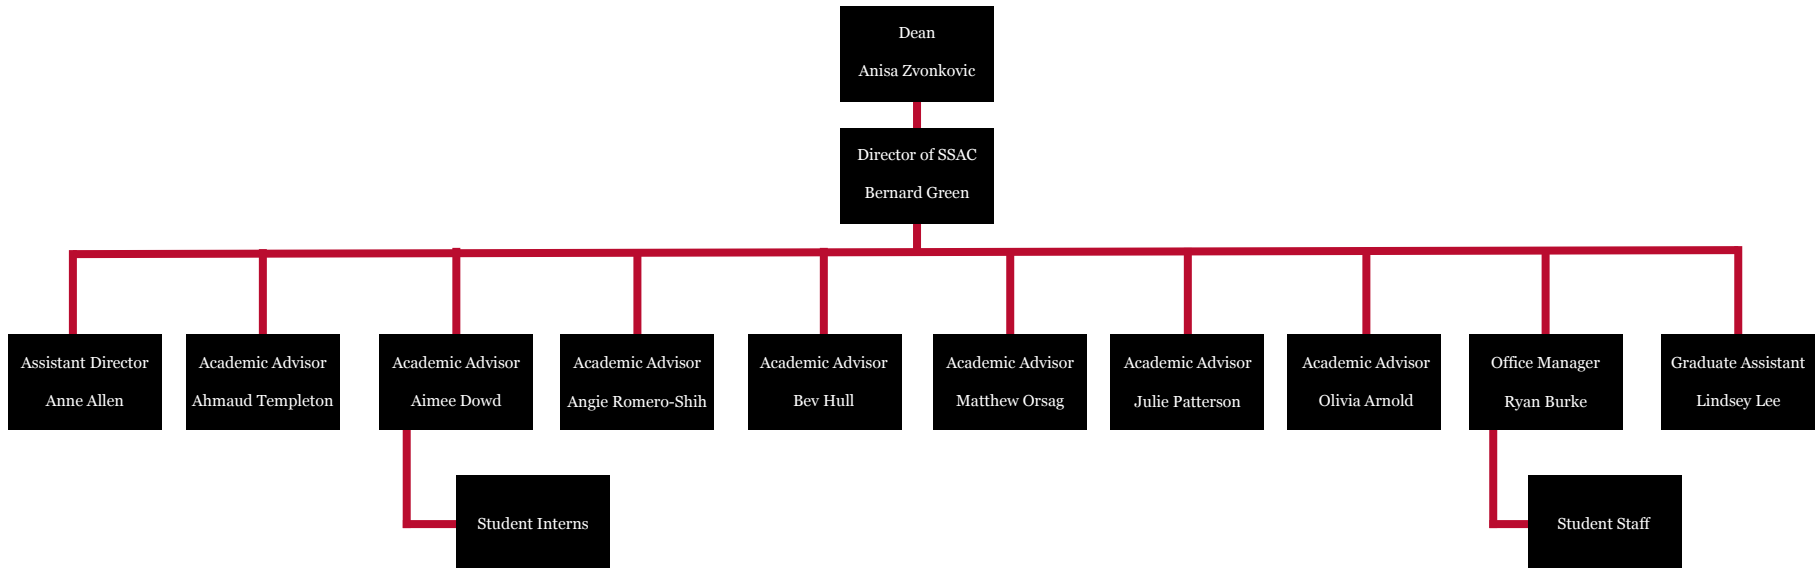 Dean
Anisa Zvonkovic
Director of SSAC
Bernard Green
Assistant Director
Anne Allen
Academic Advisor
Ahmaud Templeton
Academic Advisor
Aimee Dowd
Academic Advisor
Angie Romero-Shih
Academic Advisor
Bev Hull
Academic Advisor
Matthew Orsag
Academic Advisor
Julie Patterson
Academic Advisor
Olivia Arnold
Office Manager
Ryan Burke
Graduate Assistant
Lindsey Lee
Student Interns
Student Staff